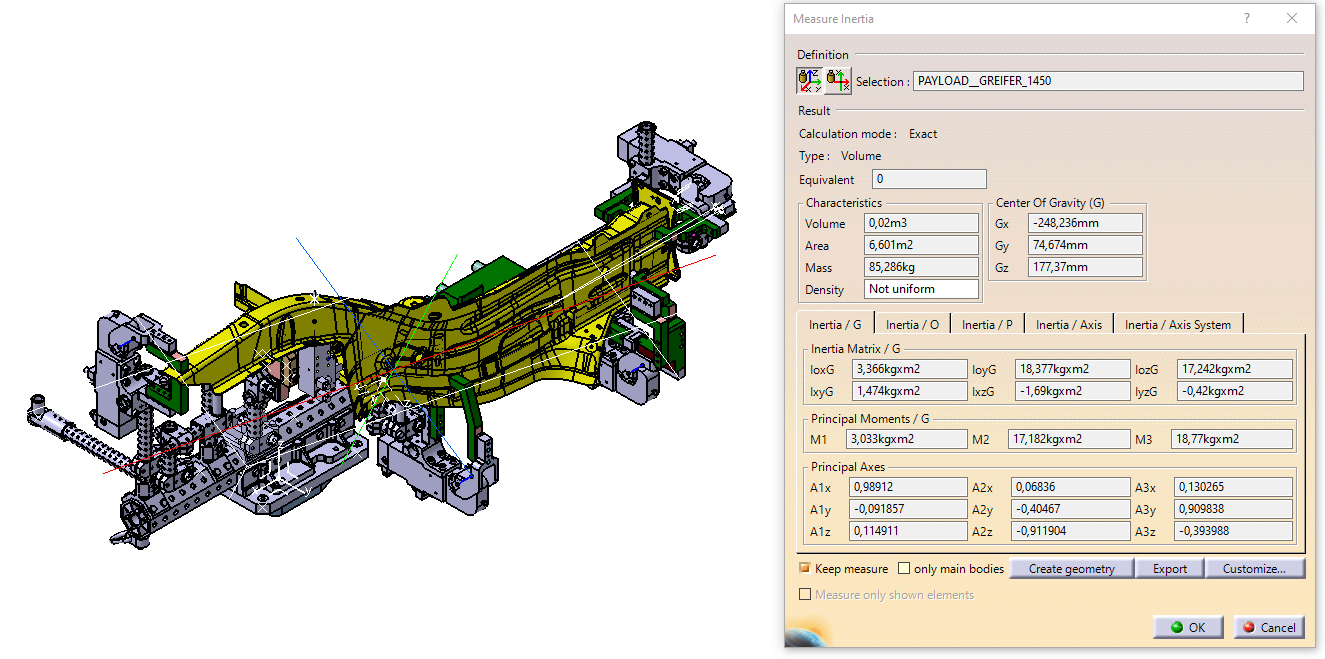 Measure Inertia ? ×
Definition
Selection : PAYLOAD__GREIFER_1450
Result
Calculation mode : Exact
Type : Volume
Equivalent 0
Characteristics Center Of Gravity (G)
Volume 0,02m3 Gx -248,236mm
Area 6,601m2 Gy 74,674mm
Mass 85,286kg Gz 177,37mm
Density Not uniform
Inertia / G Inertia / O Inertia / P Inertia / Axis Inertia / Axis System
Inertia Matrix / G
IoxG 3,366kgxm2 IoyG 18,377kgxm2 IozG 17,242kgxm2
IxyG 1,474kgxm2 IxzG -1,69kgxm2 IyzG -0,42kgxm2
Principal Moments / G
M1 3,033kgxm2 M2 17,182kgxm2 M3 18,77kgxm2
Principal Axes
A1x 0,98912 A2x 0,06836 A3x 0,130265
A1y -0,091857 A2y -0,40467 A3y 0,909838
A1z 0,114911 A2z -0,911904 A3z -0,393988
Keep measure only main bodies Create geometry Export Customize...
Measure only shown elements
OK Cancel